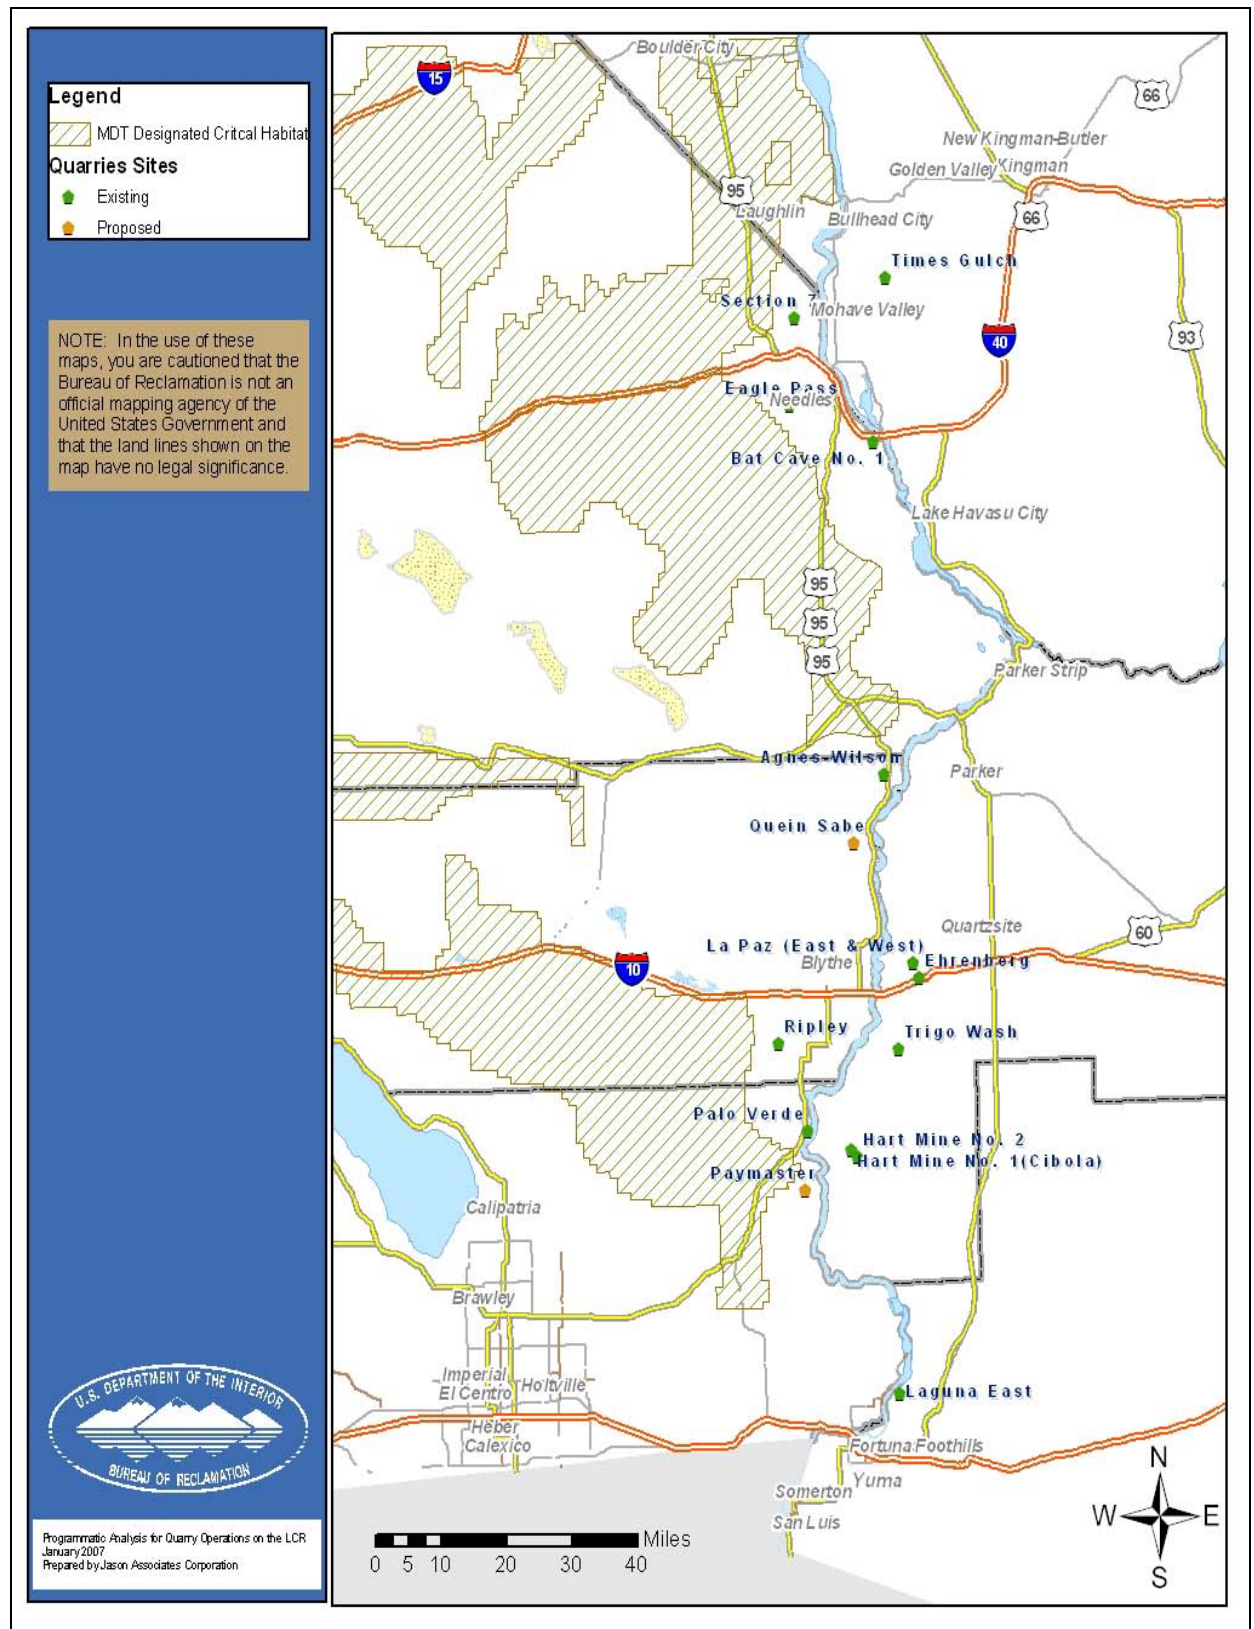 Legend
MDT Designated Critcal Habitat
Quarries Sites
Existing
Proposed
NOTE: In the use of these
maps, you are cautioned that the
Bureau of Reclamation is not an
official mapping agency of the
United States Government and
that the land lines shown on the
map have no legal significance.
U.S. DEPARTMENT OF THE INTERIOR
BUREAU OF RECLAMATION
Programmatic Analysis for Quarry Operations on the LCR
January 2007
Prepared by Jason Associates Corporation
Boulder City
15
66
New Kingman-Butler
Golden Valley
Kingman
95
Laughlin
Bullhead City
66
Times Gulch
Section 7
Mohave Valley
40
93
Eagle Pass
Needles
Bat Cave No. 1
Lake Havasu City
95
95
95
Parker Strip
Agnes-Wilson
Parker
Quein Sabe
Quartzsite
60
La Paz (East & West)
Blythe
Ehrenberg
10
Ripley
Trigo Wash
Palo Verde
Hart Mine No. 2
Hart Mine No. 1(Cibola)
Paymaster
Calipatria
Brawley
Imperial
El Centro
Holtville
Laguna East
Heber
Calexico
Fortuna Foothills
Yuma
Somerton
San Luis
Miles
0 5 10 20 30 40
N
W E
S